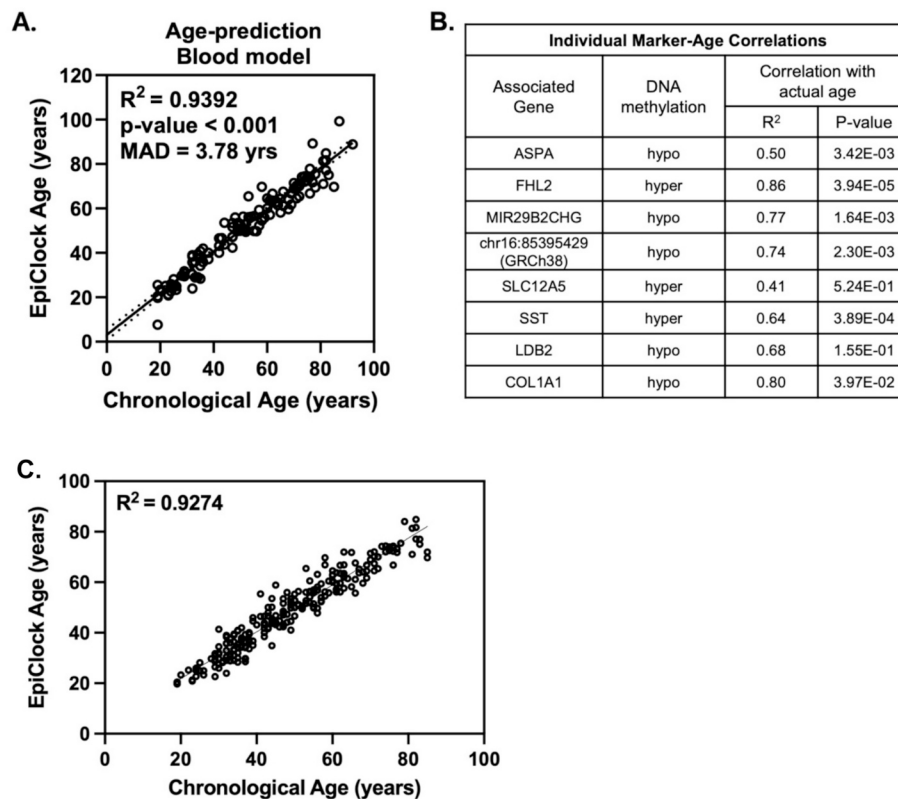 A.
Age-prediction
Blood model
R² = 0.9392
p-value < 0.001
MAD = 3.78 yrs
120
100
80
60
40
20
0
EpiClock Age (years)
0 20 40 60 80 100
Chronological Age (years)
B.
Individual Marker-Age Correlations
Associated Gene DNA methylation Correlation with actual age
R² P-value
ASPA hypo 0.50 3.42E-03
FHL2 hyper 0.86 3.94E-05
MIR29B2CHG hypo 0.77 1.64E-03
chr16:85395429 (GRCh38) hypo 0.74 2.30E-03
SLC12A5 hyper 0.41 5.24E-01
SST hyper 0.64 3.89E-04
LDB2 hypo 0.68 1.55E-01
COL1A1 hypo 0.80 3.97E-02
C.
R² = 0.9274
100
80
60
40
20
0
EpiClock Age (years)
0 20 40 60 80 100
Chronological Age (years)